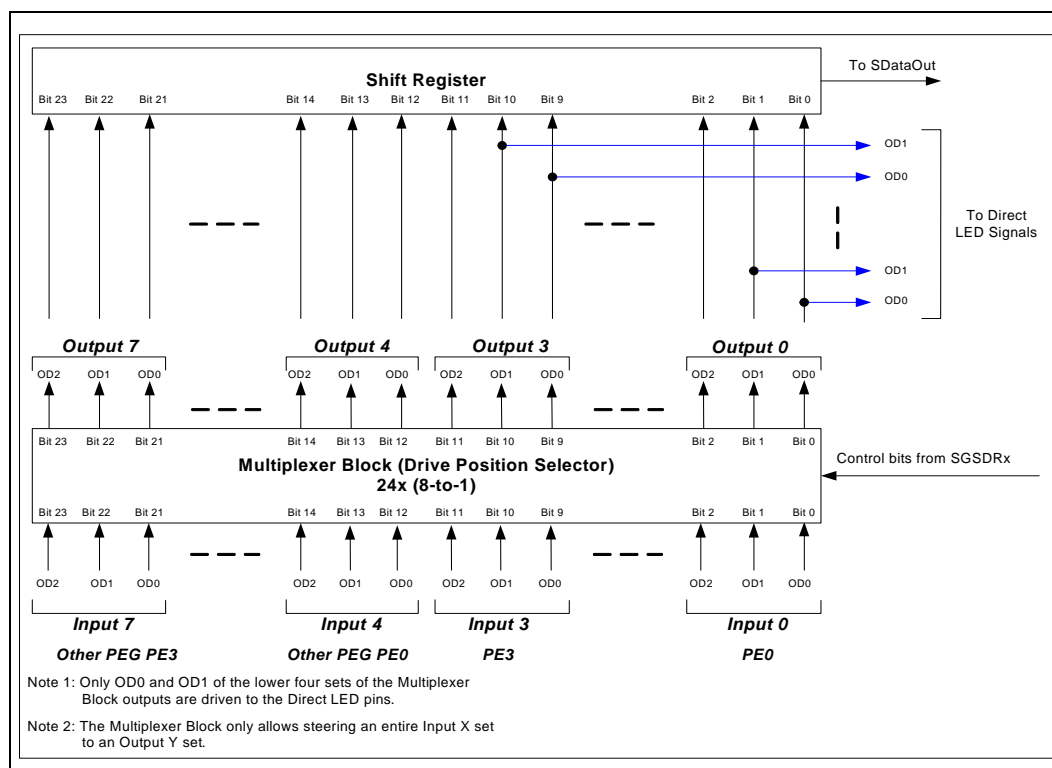 Shift Register
To SDataOut
Bit 23 Bit 22 Bit 21 Bit 14 Bit 13 Bit 12 Bit 11 Bit 10 Bit 9 Bit 2 Bit 1 Bit 0
OD1
OD0
To Direct
LED Signals
OD1
OD0
Output 7 Output 4 Output 3 Output 0
OD2 OD1 OD0 OD2 OD1 OD0 OD2 OD1 OD0 OD2 OD1 OD0
Bit 23 Bit 22 Bit 21 Bit 14 Bit 13 Bit 12 Bit 11 Bit 10 Bit 9 Bit 2 Bit 1 Bit 0
Multiplexer Block (Drive Position Selector)
24x (8-to-1)
Control bits from SGSDRx
Bit 23 Bit 22 Bit 21 Bit 14 Bit 13 Bit 12 Bit 11 Bit 10 Bit 9 Bit 2 Bit 1 Bit 0
OD2 OD1 OD0 OD2 OD1 OD0 OD2 OD1 OD0 OD2 OD1 OD0
Input 7 Input 4 Input 3 Input 0
Other PEG PE3 Other PEG PE0 PE3 PE0
Note 1: Only OD0 and OD1 of the lower four sets of the Multiplexer
Block outputs are driven to the Direct LED pins.
Note 2: The Multiplexer Block only allows steering an entire Input X set
to an Output Y set.